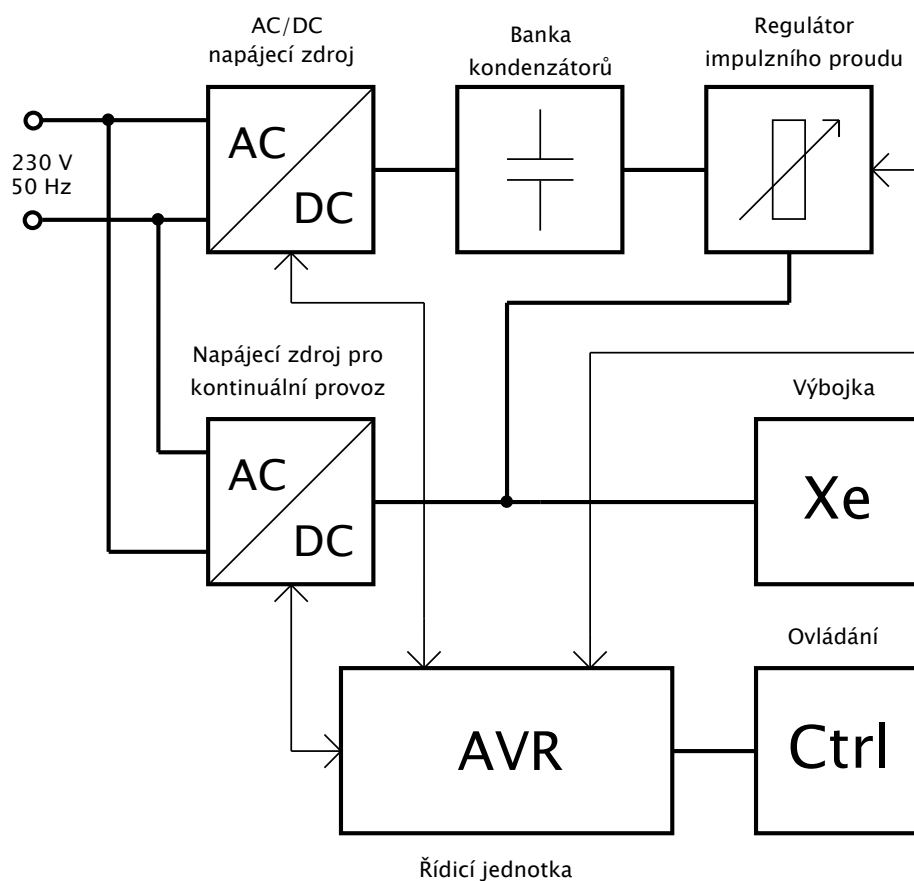 AC/DC
napájecí zdroj
Banka
kondenzátorů
Regulátor
impulzního proudu
230 V
50 Hz
AC
DC
Napájecí zdroj pro
kontinuální provoz
AC
DC
Výbojka
Xe
Ovládání
AVR
Ctrl
Řídicí jednotka